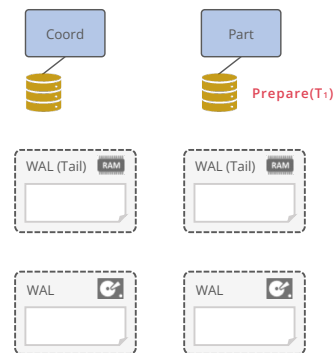 Coord
Part
Prepare(T₁)
WAL (Tail) RAM
WAL (Tail) RAM
WAL
WAL